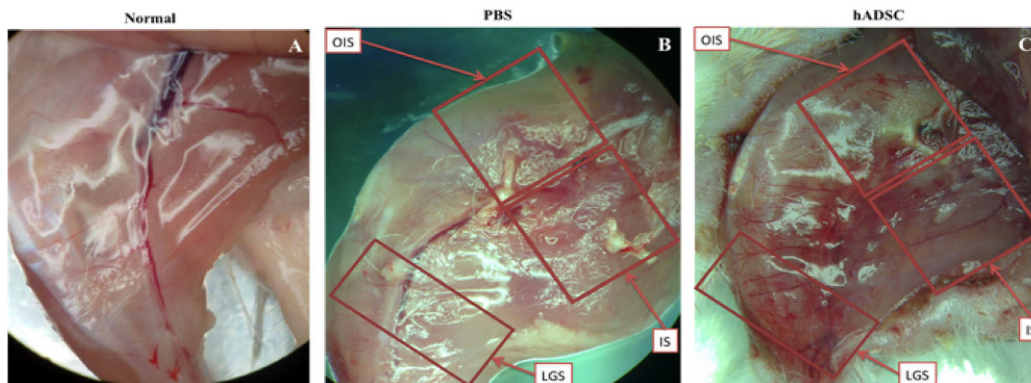 Normal
PBS
hADSC
A
OIS
B
IS
LGS
OIS
C
IS
LGS